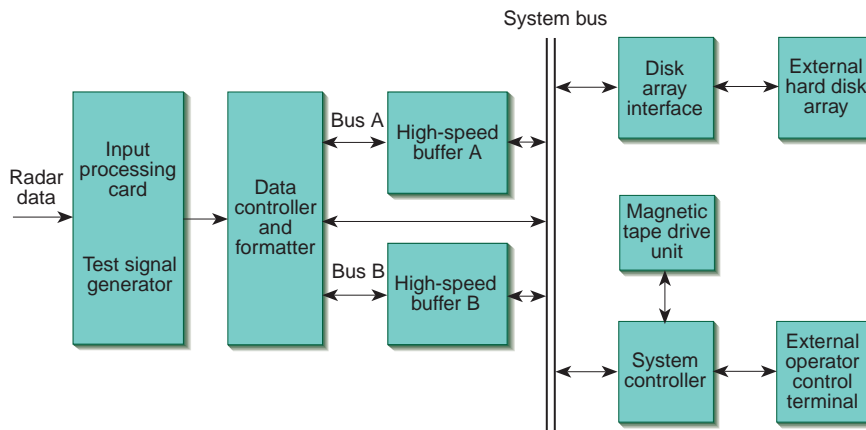 System bus
Radar
data
Input
processing
card
Test signal
generator
Data
controller
and
formatter
Bus A
High-speed
buffer A
Bus B
High-speed
buffer B
Disk
array
interface
External
hard disk
array
Magnetic
tape drive
unit
System
controller
External
operator
control
terminal